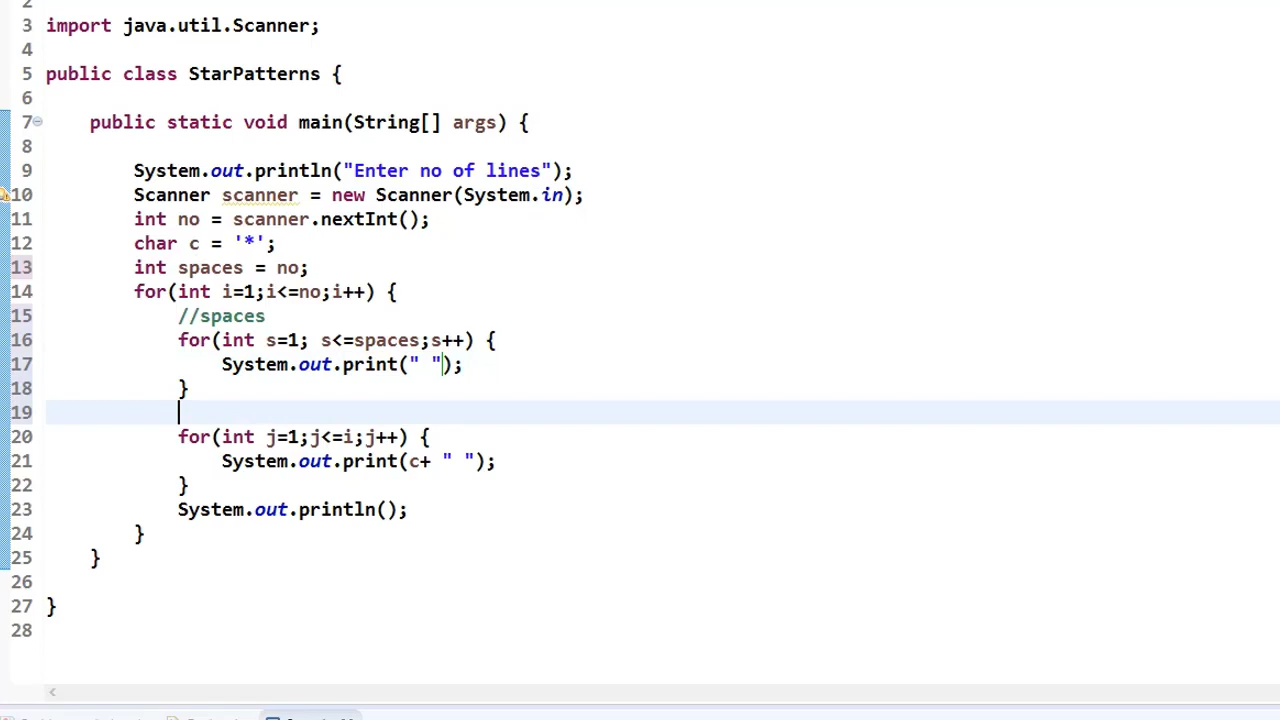 2
3 import java.util.Scanner;
4
5 public class StarPatterns {
6
7 public static void main(String[] args) {
8
9 System.out.println("Enter no of lines");
10 Scanner scanner = new Scanner(System.in);
11 int no = scanner.nextInt();
12 char c = '*';
13 int spaces = no;
14 for(int i=1;i<=no;i++) {
15 //spaces
16 for(int s=1; s<=spaces;s++) {
17 System.out.print(" ");
18 }
19
20 for(int j=1;j<=i;j++) {
21 System.out.print(c+ " ");
22 }
23 System.out.println();
24 }
25 }
26
27 }
28